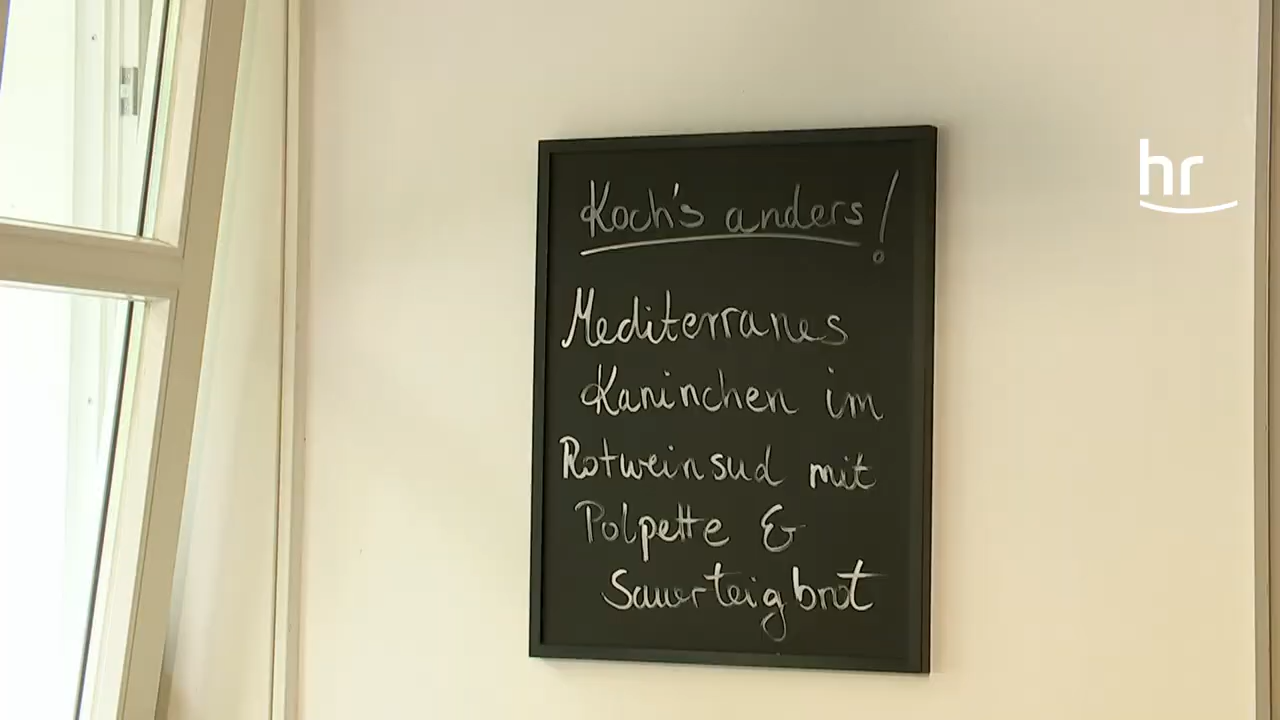 hr
Koch's anders!
Mediterranes
Kaninchen im
Rotweinsud mit
Polpette &
Sauerteigbrot